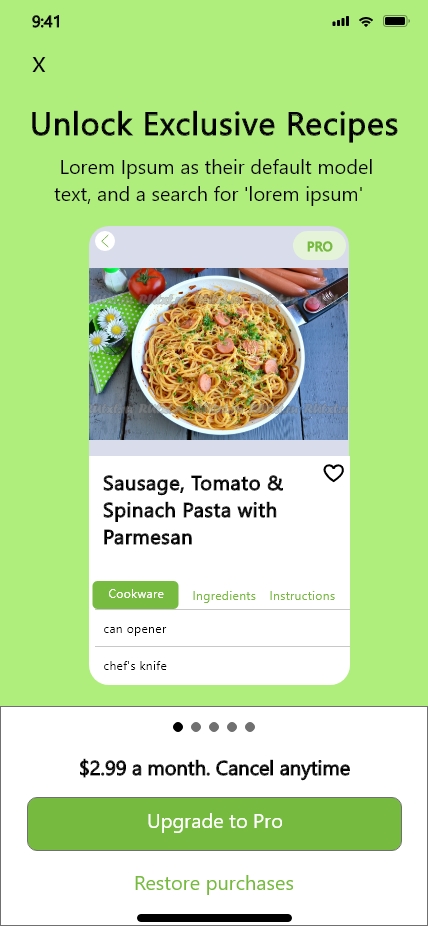 9:41
X
Unlock Exclusive Recipes
Lorem Ipsum as their default model
text, and a search for 'lorem ipsum'
PRO
Sausage, Tomato &
Spinach Pasta with
Parmesan
Cookware
Ingredients
Instructions
can opener
chef's knife
$2.99 a month. Cancel anytime
Upgrade to Pro
Restore purchases